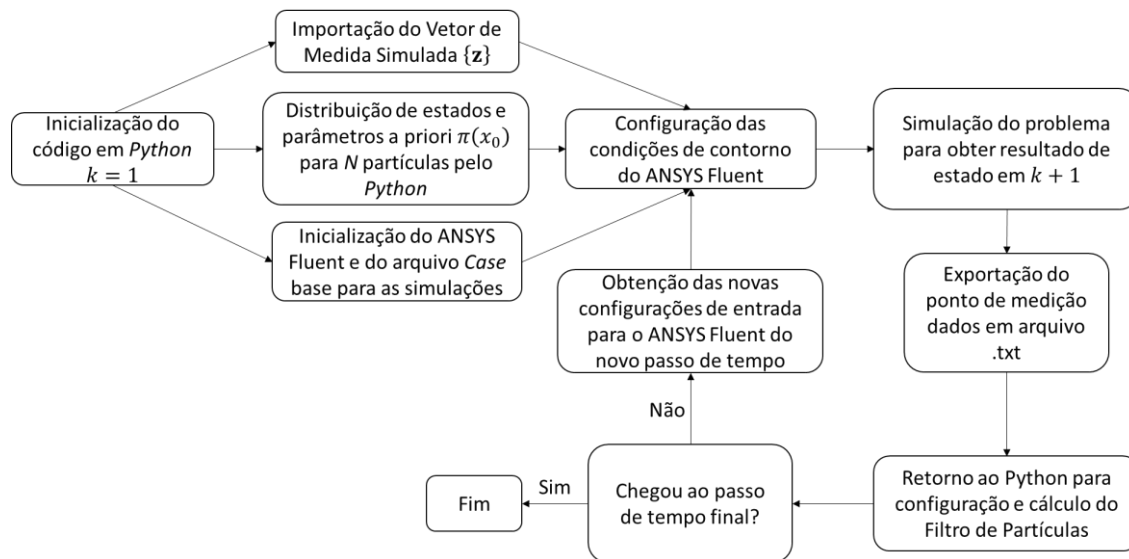 Importação do Vetor de
Medida Simulada {𝐳}
Inicialização do
código em Python
k = 1
Distribuição de estados e
parâmetros a priori π(x₀)
para N partículas pelo
Python
Inicialização do ANSYS
Fluent e do arquivo Case
base para as simulações
Configuração das
condições de contorno
do ANSYS Fluent
Simulação do problema
para obter resultado de
estado em k + 1
Exportação do
ponto de medição
dados em arquivo
.txt
Retorno ao Python para
configuração e cálculo do
Filtro de Partículas
Chegou ao passo
de tempo final?
Não
Obtenção das novas
configurações de entrada
para o ANSYS Fluent do
novo passo de tempo
Sim
Fim